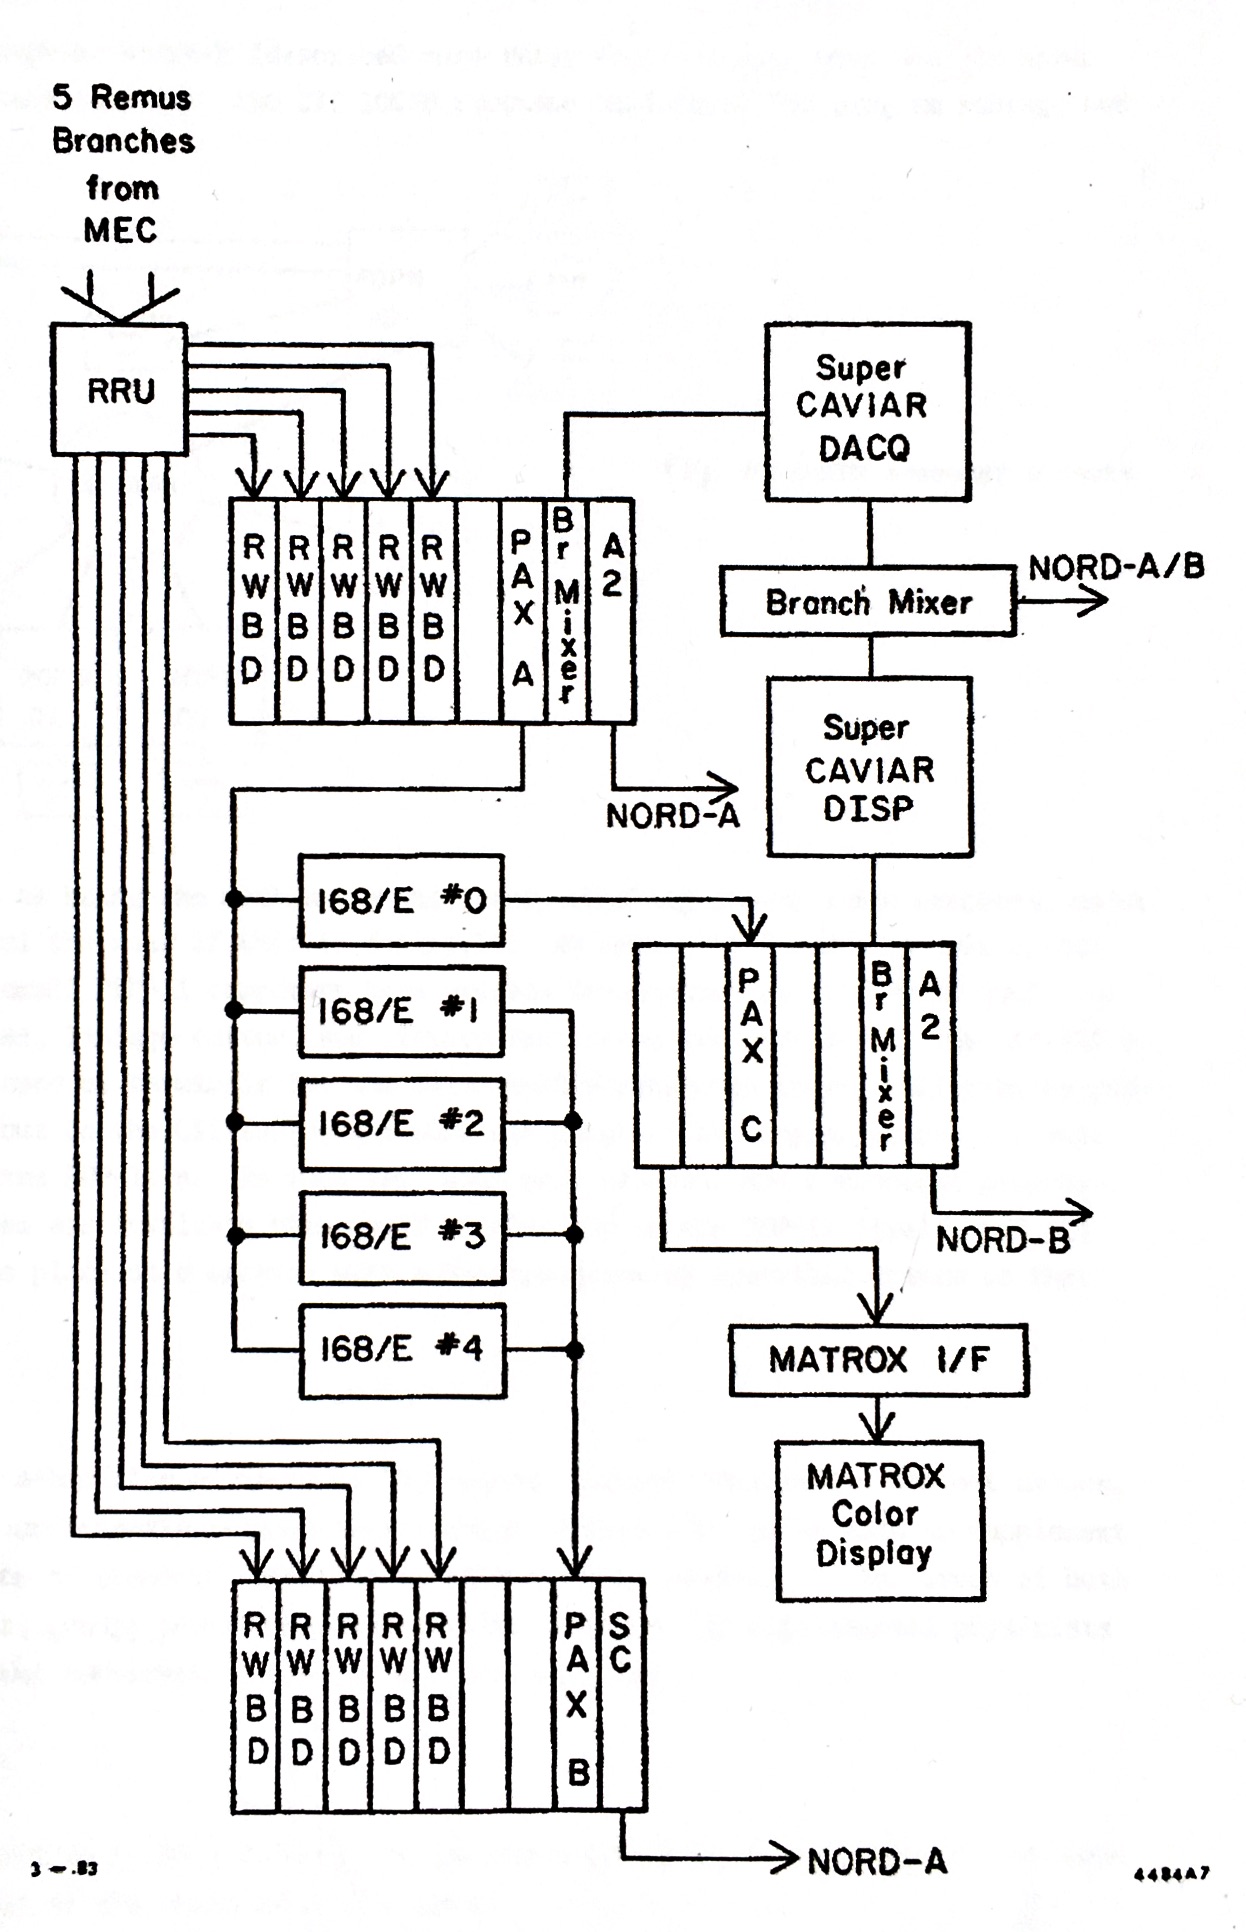 5 Remus
Branches
from
MEC
RRU
Super
CAVIAR
DACQ
RWBD
RWBD
RWBD
RWBD
RWBD
PAX A
Br Mixer
A2
Branch Mixer
NORD-A/B
Super
CAVIAR
DISP
NORD-A
168/E #0
168/E #1
168/E #2
168/E #3
168/E #4
PAX C
Br Mixer
A2
NORD-B
MATROX I/F
MATROX
Color
Display
RWBD
RWBD
RWBD
RWBD
RWBD
PAX B
SC
NORD-A
3-.83
4484A7